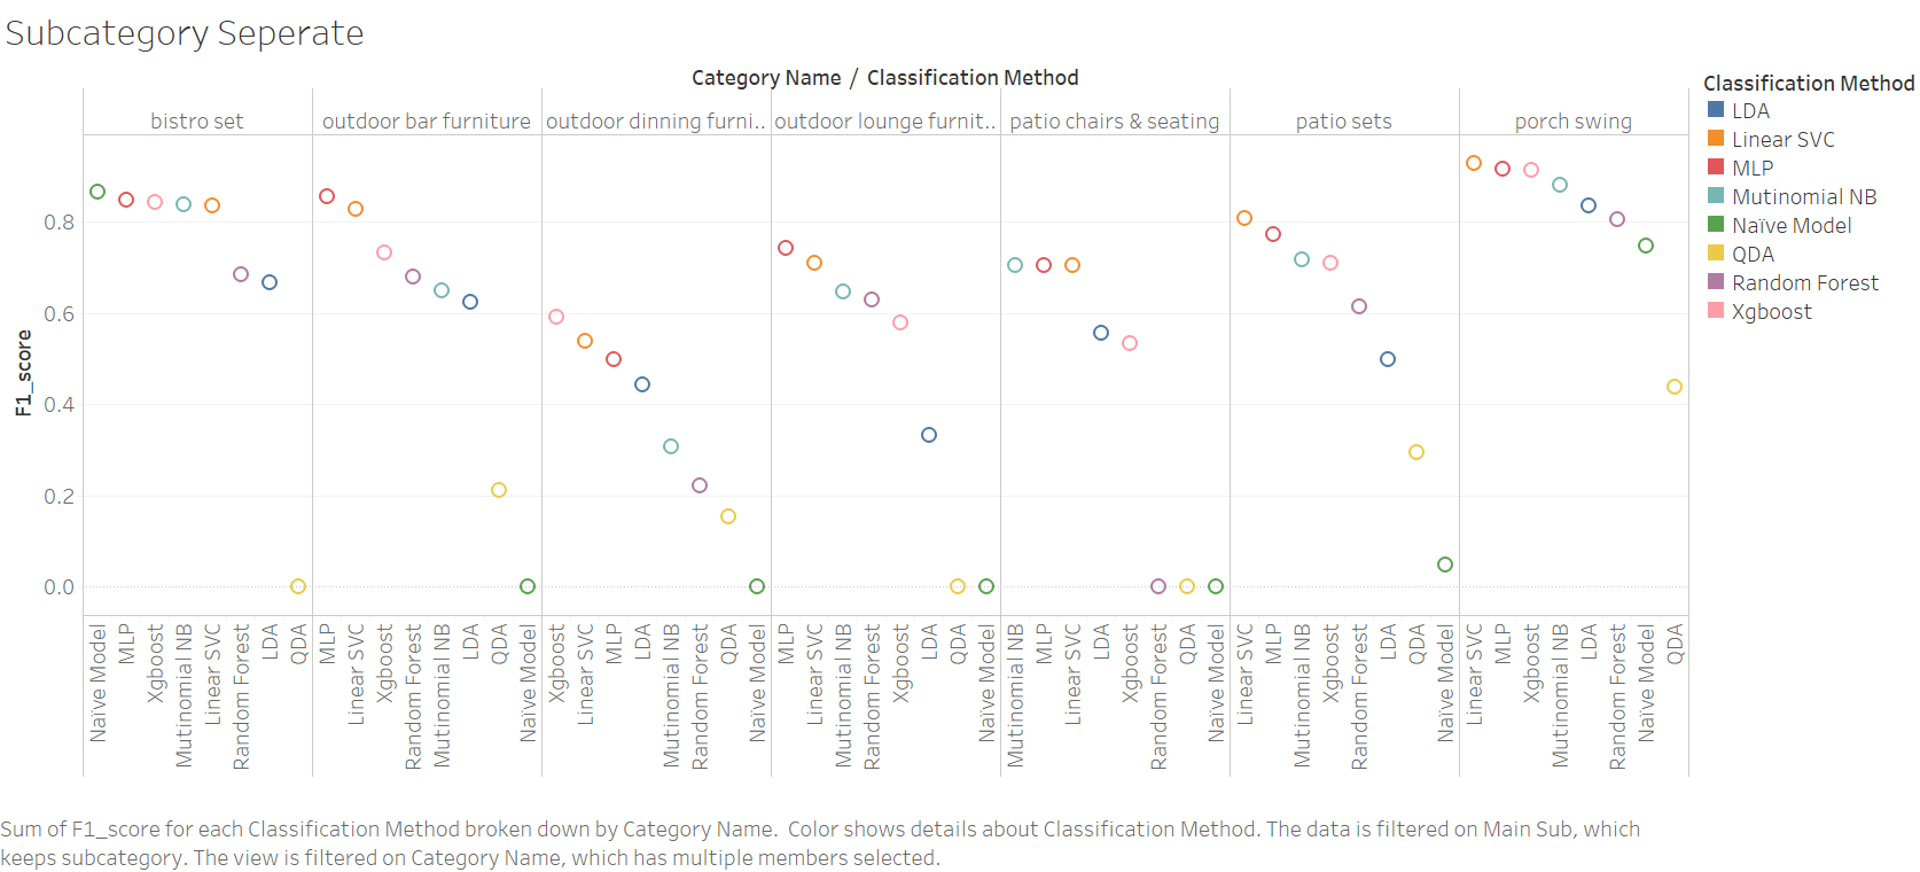 Subcategory Seperate
Category Name / Classification Method
bistro set
outdoor bar furniture
outdoor dinning furni..
outdoor lounge furnit..
patio chairs & seating
patio sets
porch swing
Classification Method
LDA
Linear SVC
MLP
Mutinomial NB
Naïve Model
QDA
Random Forest
Xgboost
F1_score
0.8
0.6
0.4
0.2
0.0
Naïve Model
MLP
Xgboost
Mutinomial NB
Linear SVC
Random Forest
LDA
QDA
MLP
Linear SVC
Xgboost
Random Forest
Mutinomial NB
LDA
QDA
Naïve Model
Xgboost
Linear SVC
MLP
LDA
Mutinomial NB
Random Forest
QDA
Naïve Model
MLP
Linear SVC
Mutinomial NB
Random Forest
Xgboost
LDA
QDA
Naïve Model
Mutinomial NB
MLP
Linear SVC
LDA
Xgboost
Random Forest
QDA
Naïve Model
Linear SVC
MLP
Mutinomial NB
Xgboost
Random Forest
LDA
QDA
Naïve Model
Linear SVC
MLP
Xgboost
Mutinomial NB
LDA
Random Forest
Naïve Model
QDA
Sum of F1_score for each Classification Method broken down by Category Name.  Color shows details about Classification Method. The data is filtered on Main Sub, which
keeps subcategory. The view is filtered on Category Name, which has multiple members selected.